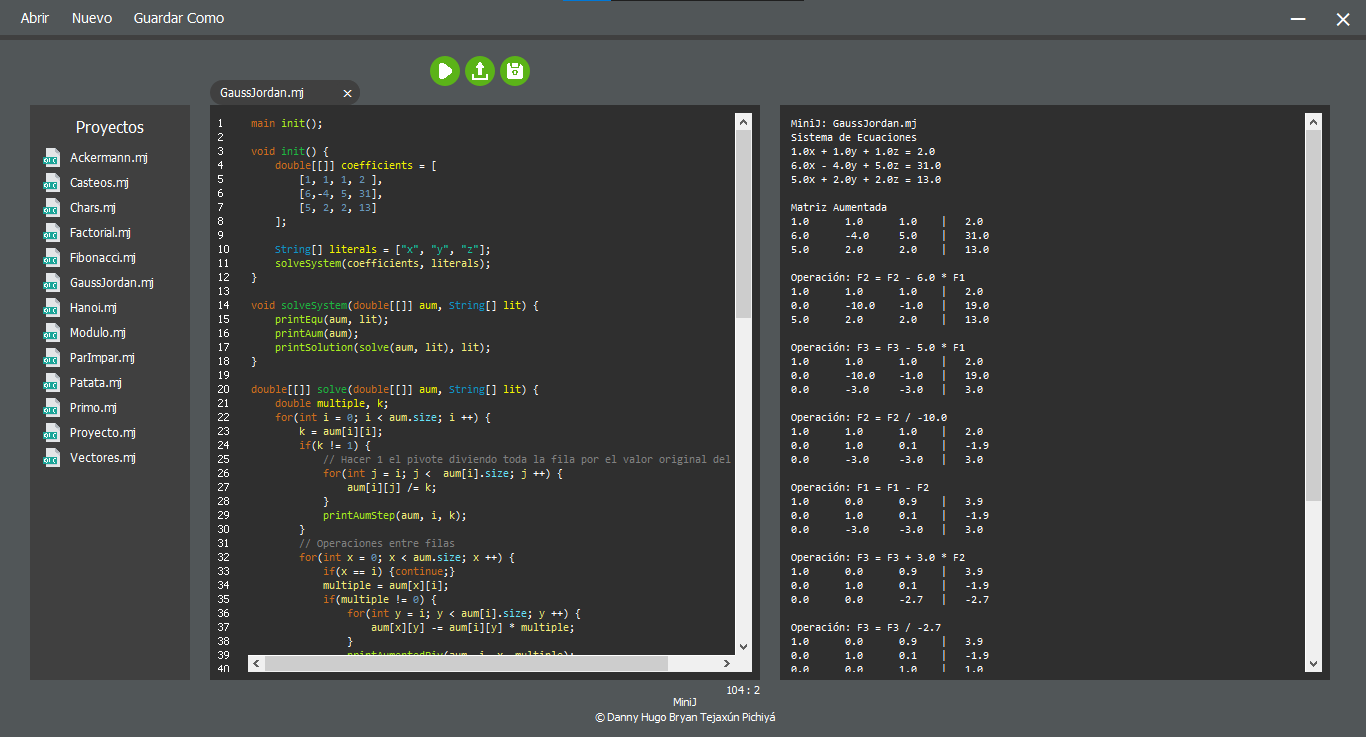 Abrir Nuevo Guardar Como
GaussJordan.mj
Proyectos
Ackermann.mj
Casteos.mj
Chars.mj
Factorial.mj
Fibonacci.mj
GaussJordan.mj
Hanoi.mj
Modulo.mj
ParImpar.mj
Patata.mj
Primo.mj
Proyecto.mj
Vectores.mj
1 main init();
2
3 void init() {
4     double[[]] coefficients = [
5         [1, 1, 1, 2 ],
6         [6,-4, 5, 31],
7         [5, 2, 2, 13]
8     ];
9
10     String[] literals = ["x", "y", "z"];
11     solveSystem(coefficients, literals);
12 }
13
14 void solveSystem(double[[]] aum, String[] lit) {
15     printEqu(aum, lit);
16     printAum(aum);
17     printSolution(solve(aum, lit), lit);
18 }
19
20 double[[]] solve(double[[]] aum, String[] lit) {
21     double multiple, k;
22     for(int i = 0; i < aum.size; i ++) {
23         k = aum[i][i];
24         if(k != 1) {
25             // Hacer 1 el pivote diviendo toda la fila por el valor original del
26             for(int j = i; j <  aum[i].size; j ++) {
27                 aum[i][j] /= k;
28             }
29             printAumStep(aum, i, k);
30         }
31         // Operaciones entre filas
32         for(int x = 0; x < aum.size; x ++) {
33             if(x == i) {continue;}
34             multiple = aum[x][i];
35             if(multiple != 0) {
36                 for(int y = i; y < aum[i].size; y ++) {
37                     aum[x][y] -= aum[i][y] * multiple;
38                 }
39
40
MiniJ: GaussJordan.mj
Sistema de Ecuaciones
1.0x + 1.0y + 1.0z = 2.0
6.0x - 4.0y + 5.0z = 31.0
5.0x + 2.0y + 2.0z = 13.0
Matriz Aumentada
1.0 1.0 1.0 | 2.0
6.0 -4.0 5.0 | 31.0
5.0 2.0 2.0 | 13.0
Operación: F2 = F2 - 6.0 * F1
1.0 1.0 1.0 | 2.0
0.0 -10.0 -1.0 | 19.0
5.0 2.0 2.0 | 13.0
Operación: F3 = F3 - 5.0 * F1
1.0 1.0 1.0 | 2.0
0.0 -10.0 -1.0 | 19.0
0.0 -3.0 -3.0 | 3.0
Operación: F2 = F2 / -10.0
1.0 1.0 1.0 | 2.0
0.0 1.0 0.1 | -1.9
0.0 -3.0 -3.0 | 3.0
Operación: F1 = F1 - F2
1.0 0.0 0.9 | 3.9
0.0 1.0 0.1 | -1.9
0.0 -3.0 -3.0 | 3.0
Operación: F3 = F3 + 3.0 * F2
1.0 0.0 0.9 | 3.9
0.0 1.0 0.1 | -1.9
0.0 0.0 -2.7 | -2.7
Operación: F3 = F3 / -2.7
1.0 0.0 0.9 | 3.9
0.0 1.0 0.1 | -1.9
0.0 0.0 1.0 | 1.0
104 : 2
MiniJ
© Danny Hugo Bryan Tejaxún Pichiyá